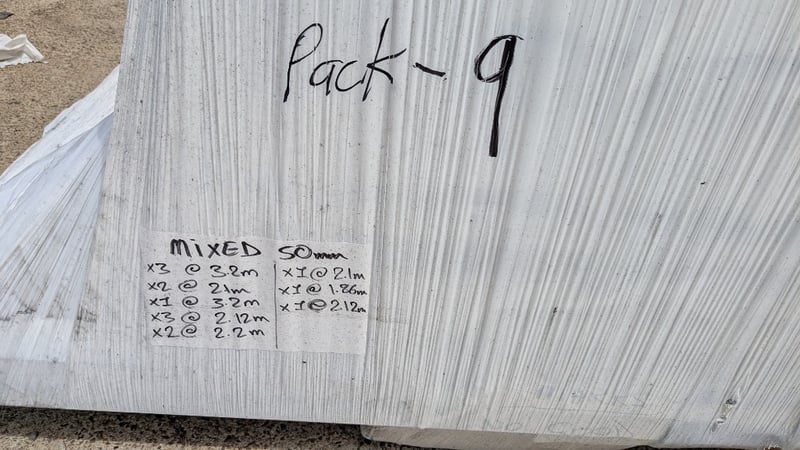 Pack - 9
MiXED 50mm
x3 @ 3.2m
x2 @ 2.1m
x1 @ 3.2m
x3 @ 2.12m
x2 @ 2.2m
x1 @ 2.1m
x1 @ 1.86m
x1 @ 2.12m